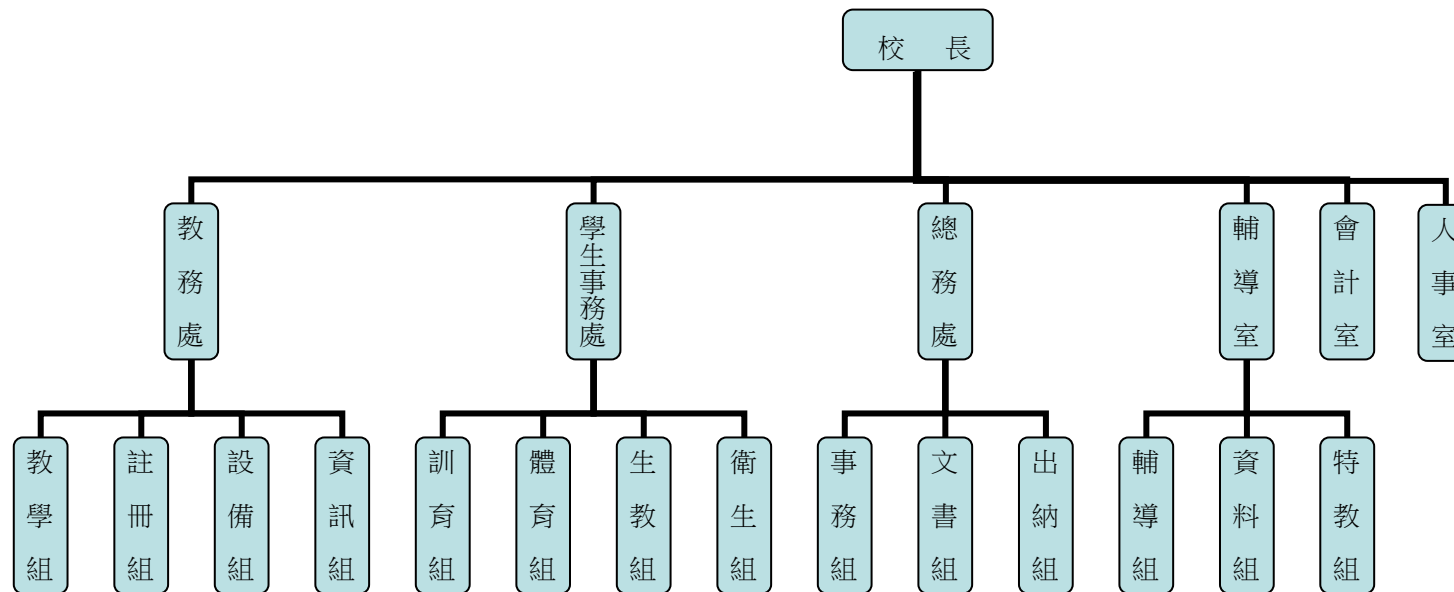 校 長
教務處
學生事務處
總務處
輔導室
會計室
人事室
教學組
註冊組
設備組
資訊組
訓育組
體育組
生教組
衛生組
事務組
文書組
出納組
輔導組
資料組
特教組